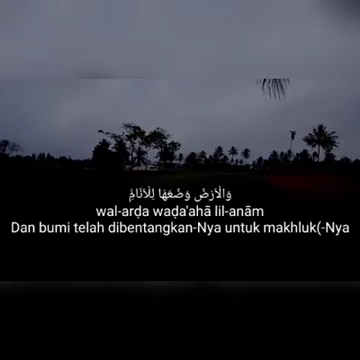 وَالْاَرْضَ وَضَعَهَا لِلْاَنَامِۙ
wal-arḍa waḍa'ahā lil-anām
Dan bumi telah dibentangkan-Nya untuk makhluk(-Nya